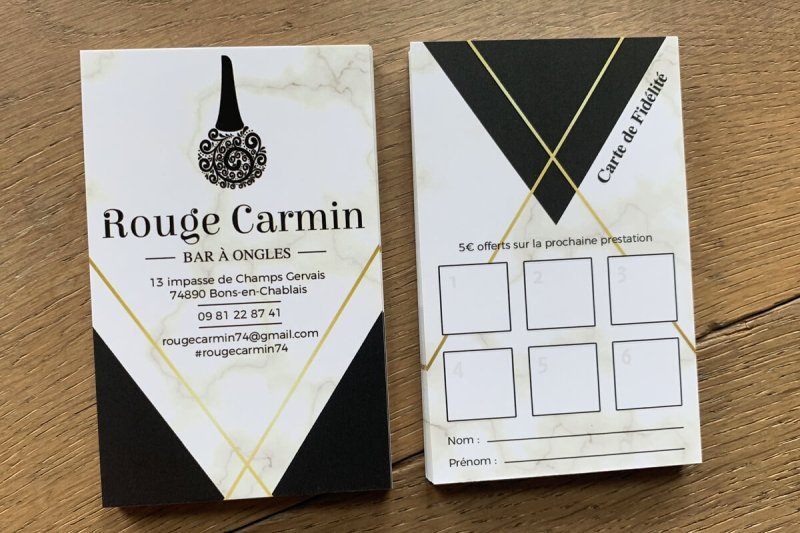 Rouge Carmin
BAR À ONGLES
13 impasse de Champs Gervais
74890 Bons-en-Chablais
09 81 22 87 41
rougecarmin74@gmail.com
#rougecarmin74
Carte de Fidélité
5€ offerts sur la prochaine prestation
1 2 3
4 5 6
Nom :
Prénom :